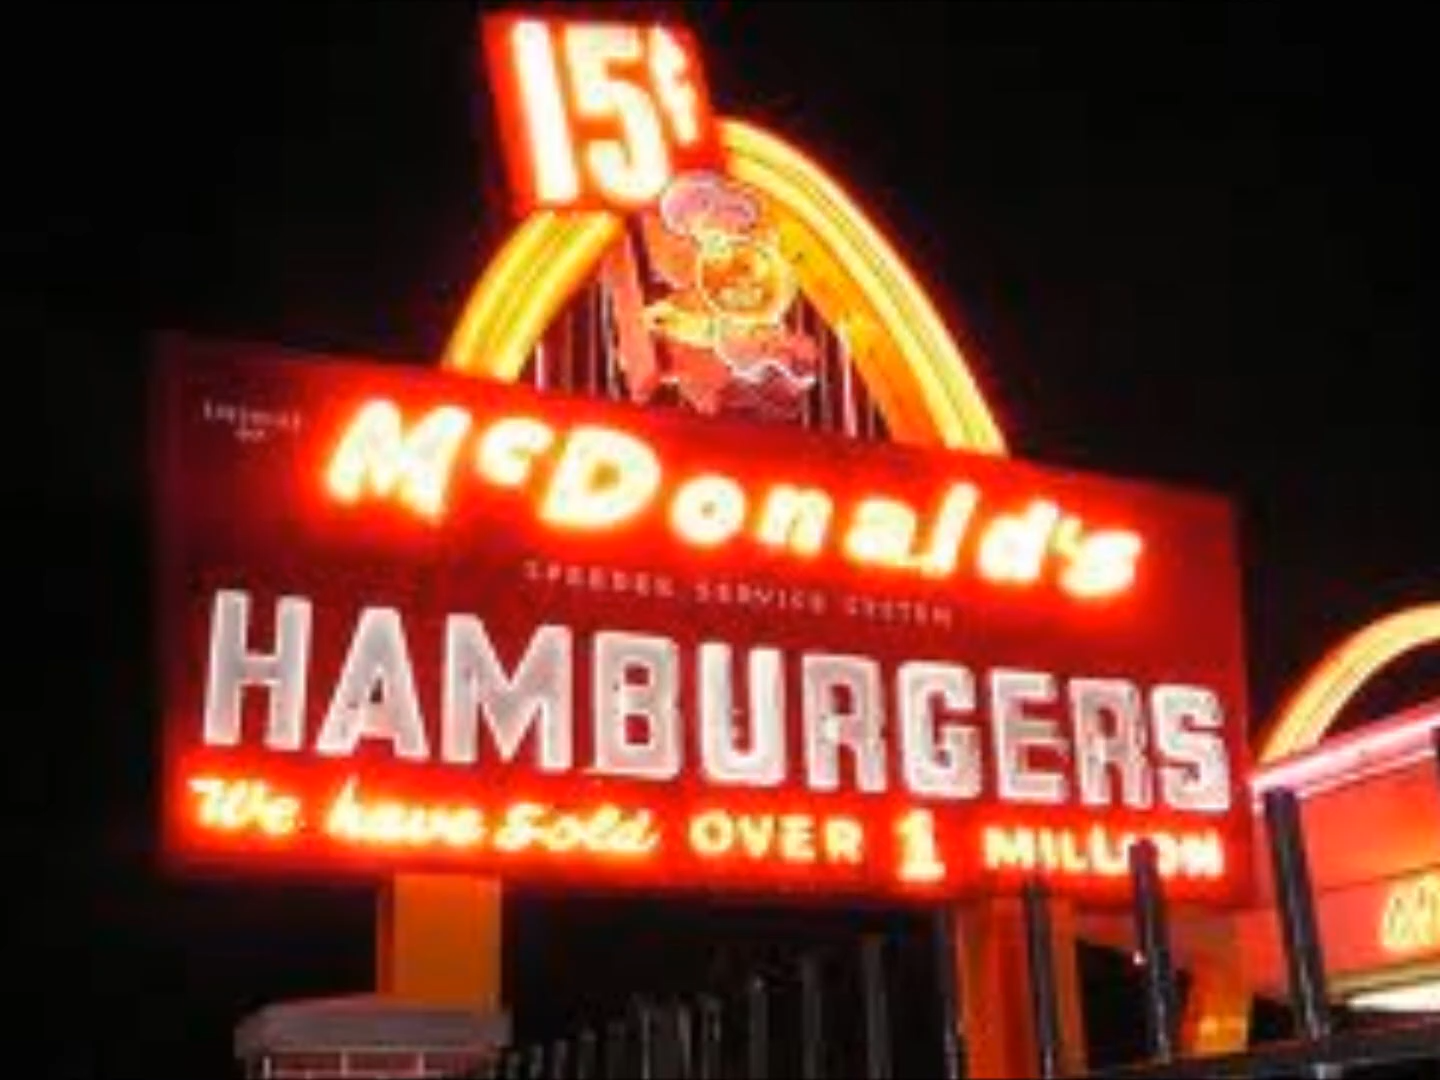 15¢
McDonald's
SPEEDEE SERVICE SYSTEM
HAMBURGERS
We have Sold OVER 1 MILLION